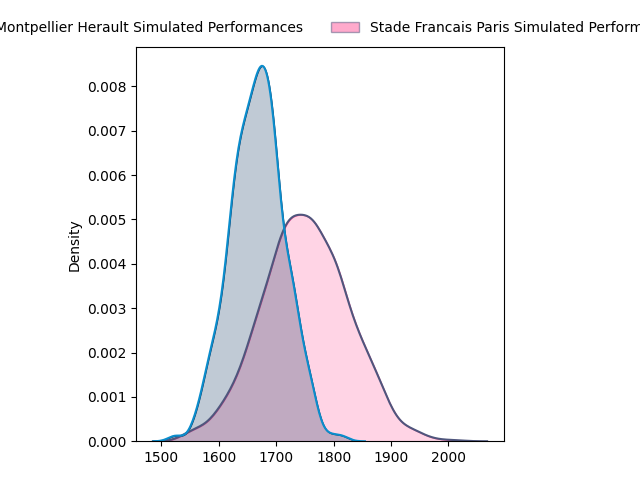 Montpellier Herault Simulated Performances
Stade Francais Paris Simulated Perform
Density
0.008
0.007
0.006
0.005
0.004
0.003
0.002
0.001
0.000
1500 1600 1700 1800 1900 2000